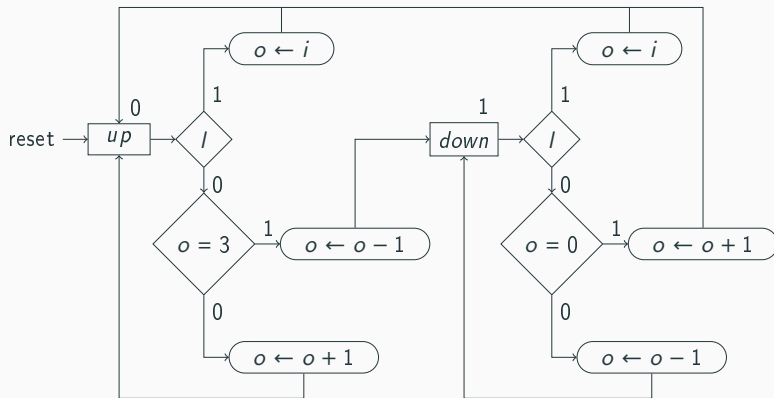 o ← i
o ← i
0
1
1
1
reset
up
l
down
l
0
0
o = 3
1
o ← o − 1
o = 0
1
o ← o + 1
0
0
o ← o + 1
o ← o − 1